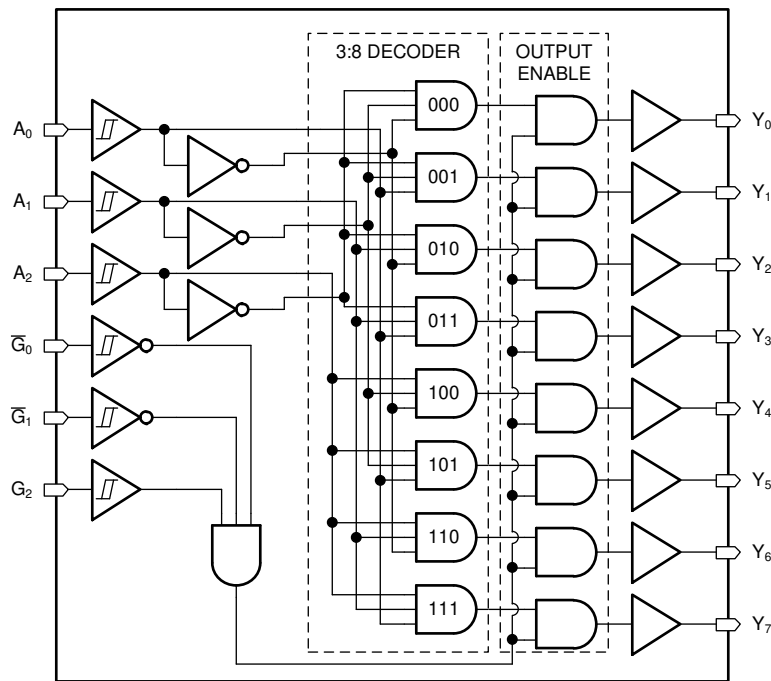 3:8 DECODER
OUTPUT
ENABLE
A0
000
Y0
001
A1
Y1
010
A2
Y2
011
G̅0
Y3
100
G̅1
Y4
101
G2
Y5
110
Y6
111
Y7